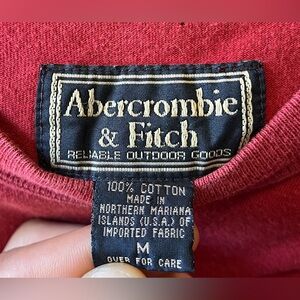 Abercrombie
& Fitch
RELIABLE OUTDOOR GOODS
100% COTTON
MADE IN
NORTHERN MARIANA
ISLANDS (U.S.A.) OF
IMPORTED FABRIC
M
OVER FOR CARE